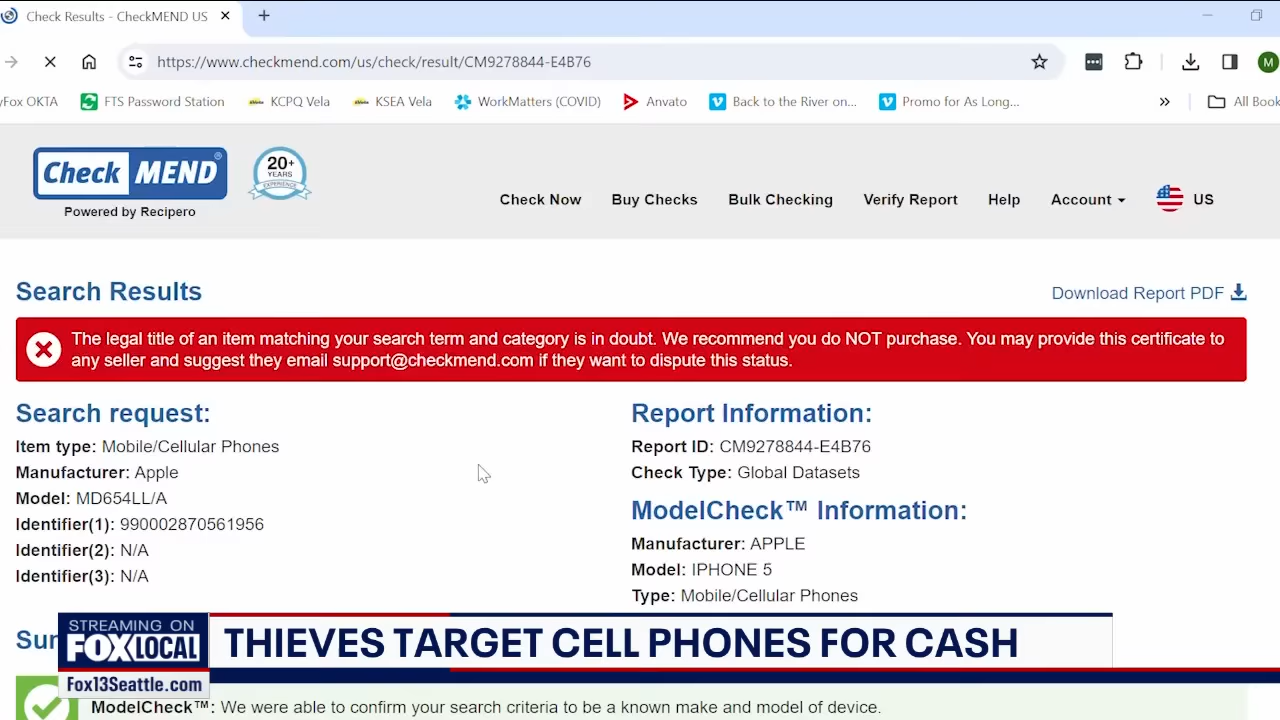 Check Results - CheckMEND US
https://www.checkmend.com/us/check/result/CM9278844-E4B76
M
yFox OKTA
FTS Password Station
KCPQ Vela
KSEA Vela
WorkMatters (COVID)
Anvato
Back to the River on...
Promo for As Long...
All Book
Check MEND®
Powered by Recipero
20+
YEARS
EXPERIENCE
Check Now
Buy Checks
Bulk Checking
Verify Report
Help
Account
US
Search Results
Download Report PDF
The legal title of an item matching your search term and category is in doubt. We recommend you do NOT purchase. You may provide this certificate to
any seller and suggest they email support@checkmend.com if they want to dispute this status.
Search request:
Item type: Mobile/Cellular Phones
Manufacturer: Apple
Model: MD654LL/A
Identifier(1): 990002870561956
Identifier(2): N/A
Identifier(3): N/A
Report Information:
Report ID: CM9278844-E4B76
Check Type: Global Datasets
ModelCheck™ Information:
Manufacturer: APPLE
Model: IPHONE 5
Type: Mobile/Cellular Phones
STREAMING ON
FOX LOCAL
THIEVES TARGET CELL PHONES FOR CASH
Fox13Seattle.com
ModelCheck™: We were able to confirm your search criteria to be a known make and model of device.